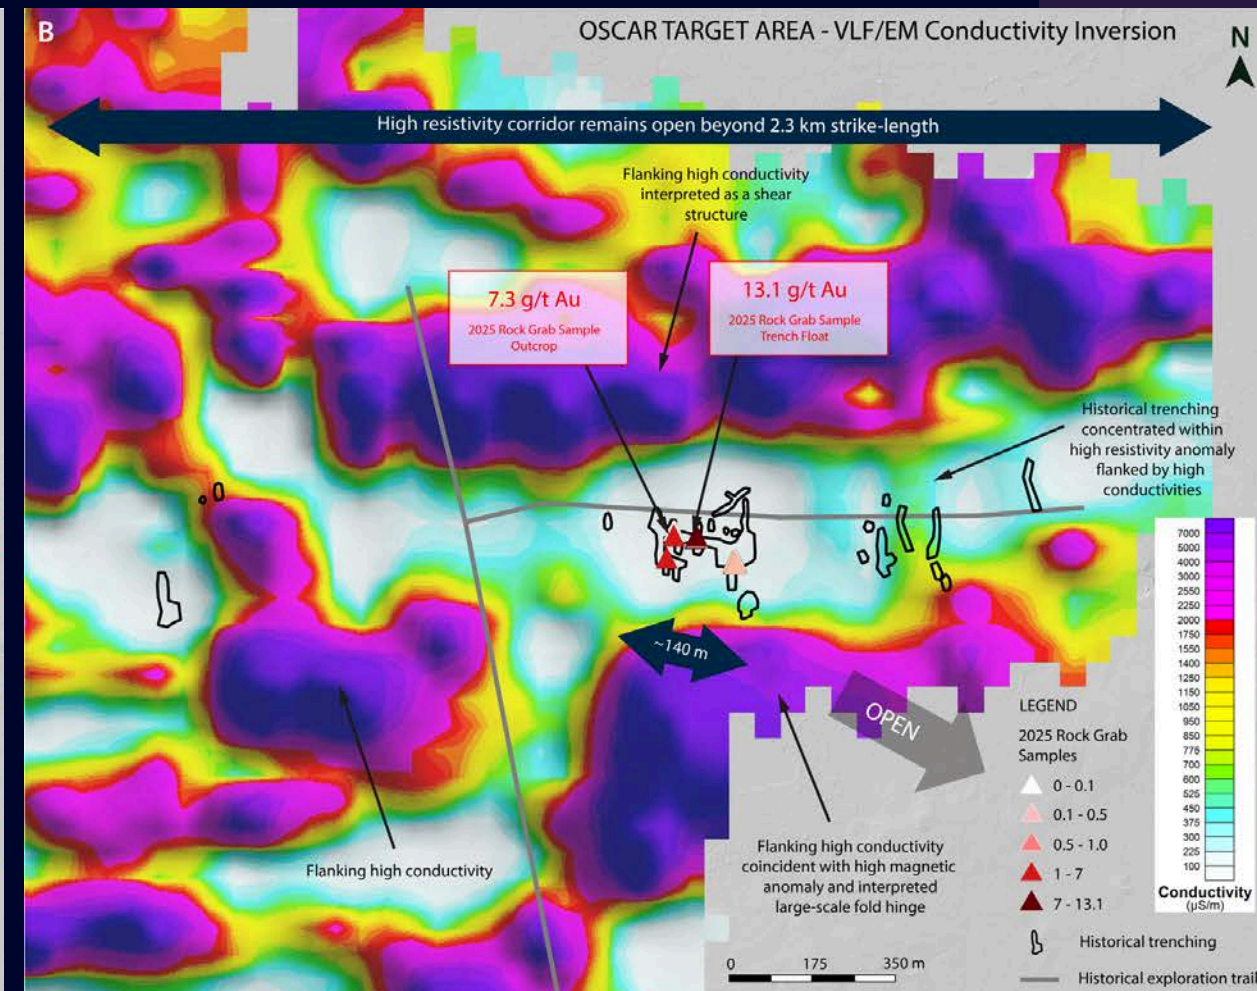 B
OSCAR TARGET AREA - VLF/EM Conductivity Inversion
N
High resistivity corridor remains open beyond 2.3 km strike-length
Flanking high conductivity
interpreted as a shear
structure
7.3 g/t Au
2025 Rock Grab Sample
Outcrop
13.1 g/t Au
2025 Rock Grab Sample
Trench Float
Historical trenching
concentrated within
high resistivity anomaly
flanked by high
conductivities
~140 m
OPEN
Flanking high conductivity
Flanking high conductivity
coincident with high magnetic
anomaly and interpreted
large-scale fold hinge
0 175 350 m
LEGEND
2025 Rock Grab
Samples
0 - 0.1
0.1 - 0.5
0.5 - 1.0
1 - 7
7 - 13.1
Historical trenching
Historical exploration trail
7000
5000
4000
3000
2550
2250
2000
1750
1550
1400
1250
1150
1050
950
850
775
700
600
525
450
375
300
225
100
Conductivity
(µS/m)